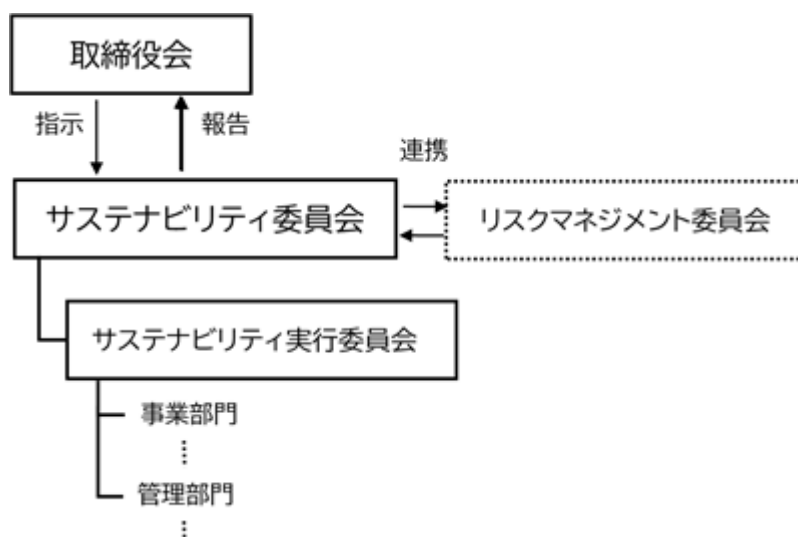 取締役会
指示
報告
連携
サステナビリティ委員会
リスクマネジメント委員会
サステナビリティ実行委員会
事業部門
管理部門